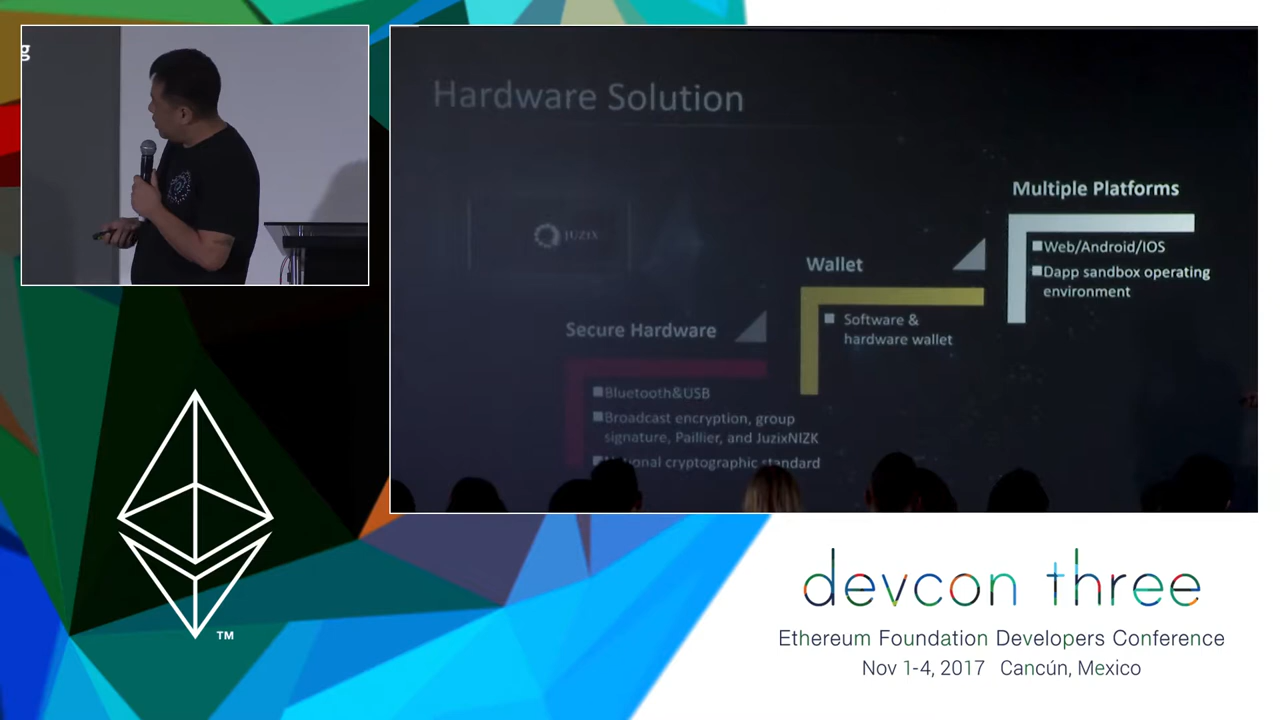 g
Hardware Solution
JUZIX
Multiple Platforms
■Web/Android/IOS
■Dapp sandbox operating
environment
Wallet
■ Software &
hardware wallet
Secure Hardware
■Bluetooth&USB
■Broadcast encryption, group
signature, Paillier, and JuzixNIZK
■National cryptographic standard
TM
devcon three
Ethereum Foundation Developers Conference
Nov 1-4, 2017 Cancún, Mexico